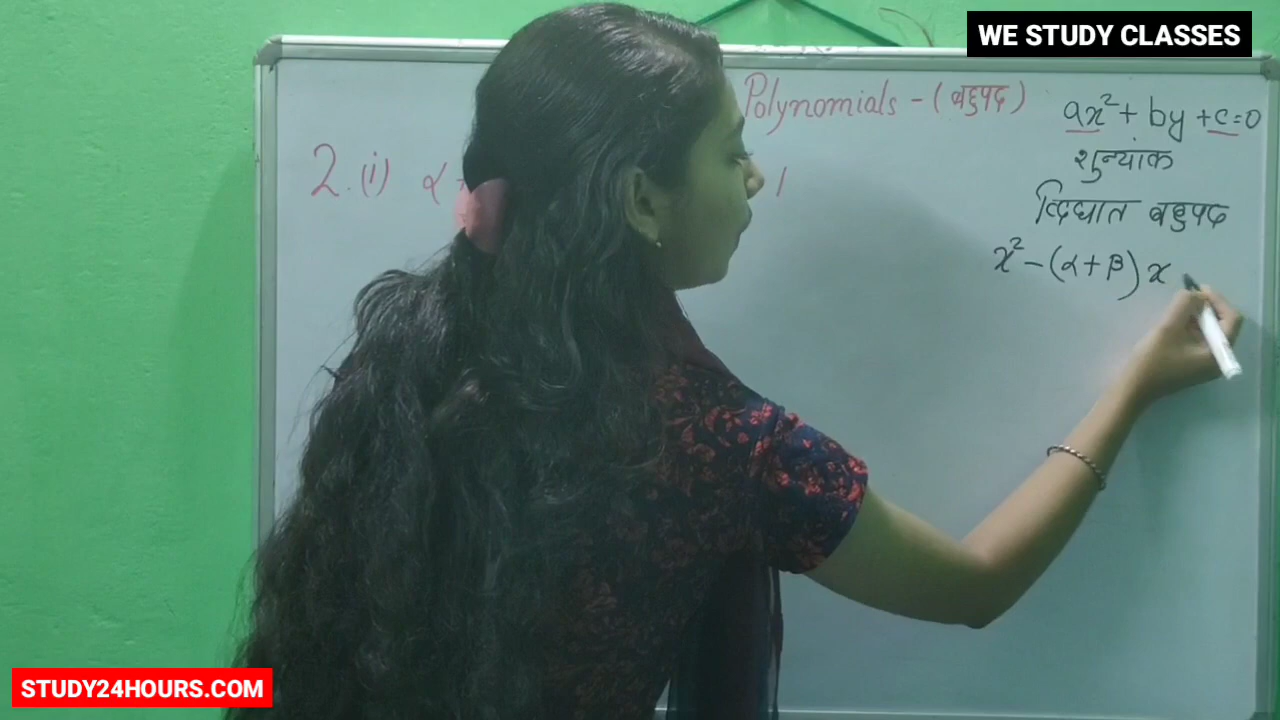 WE STUDY CLASSES
Polynomials - (बहुपद)
ax² + by + c = 0
शुन्यांक
2. (i) α +
द्विघात बहुपद
x² - (α + β) x
STUDY24HOURS.COM